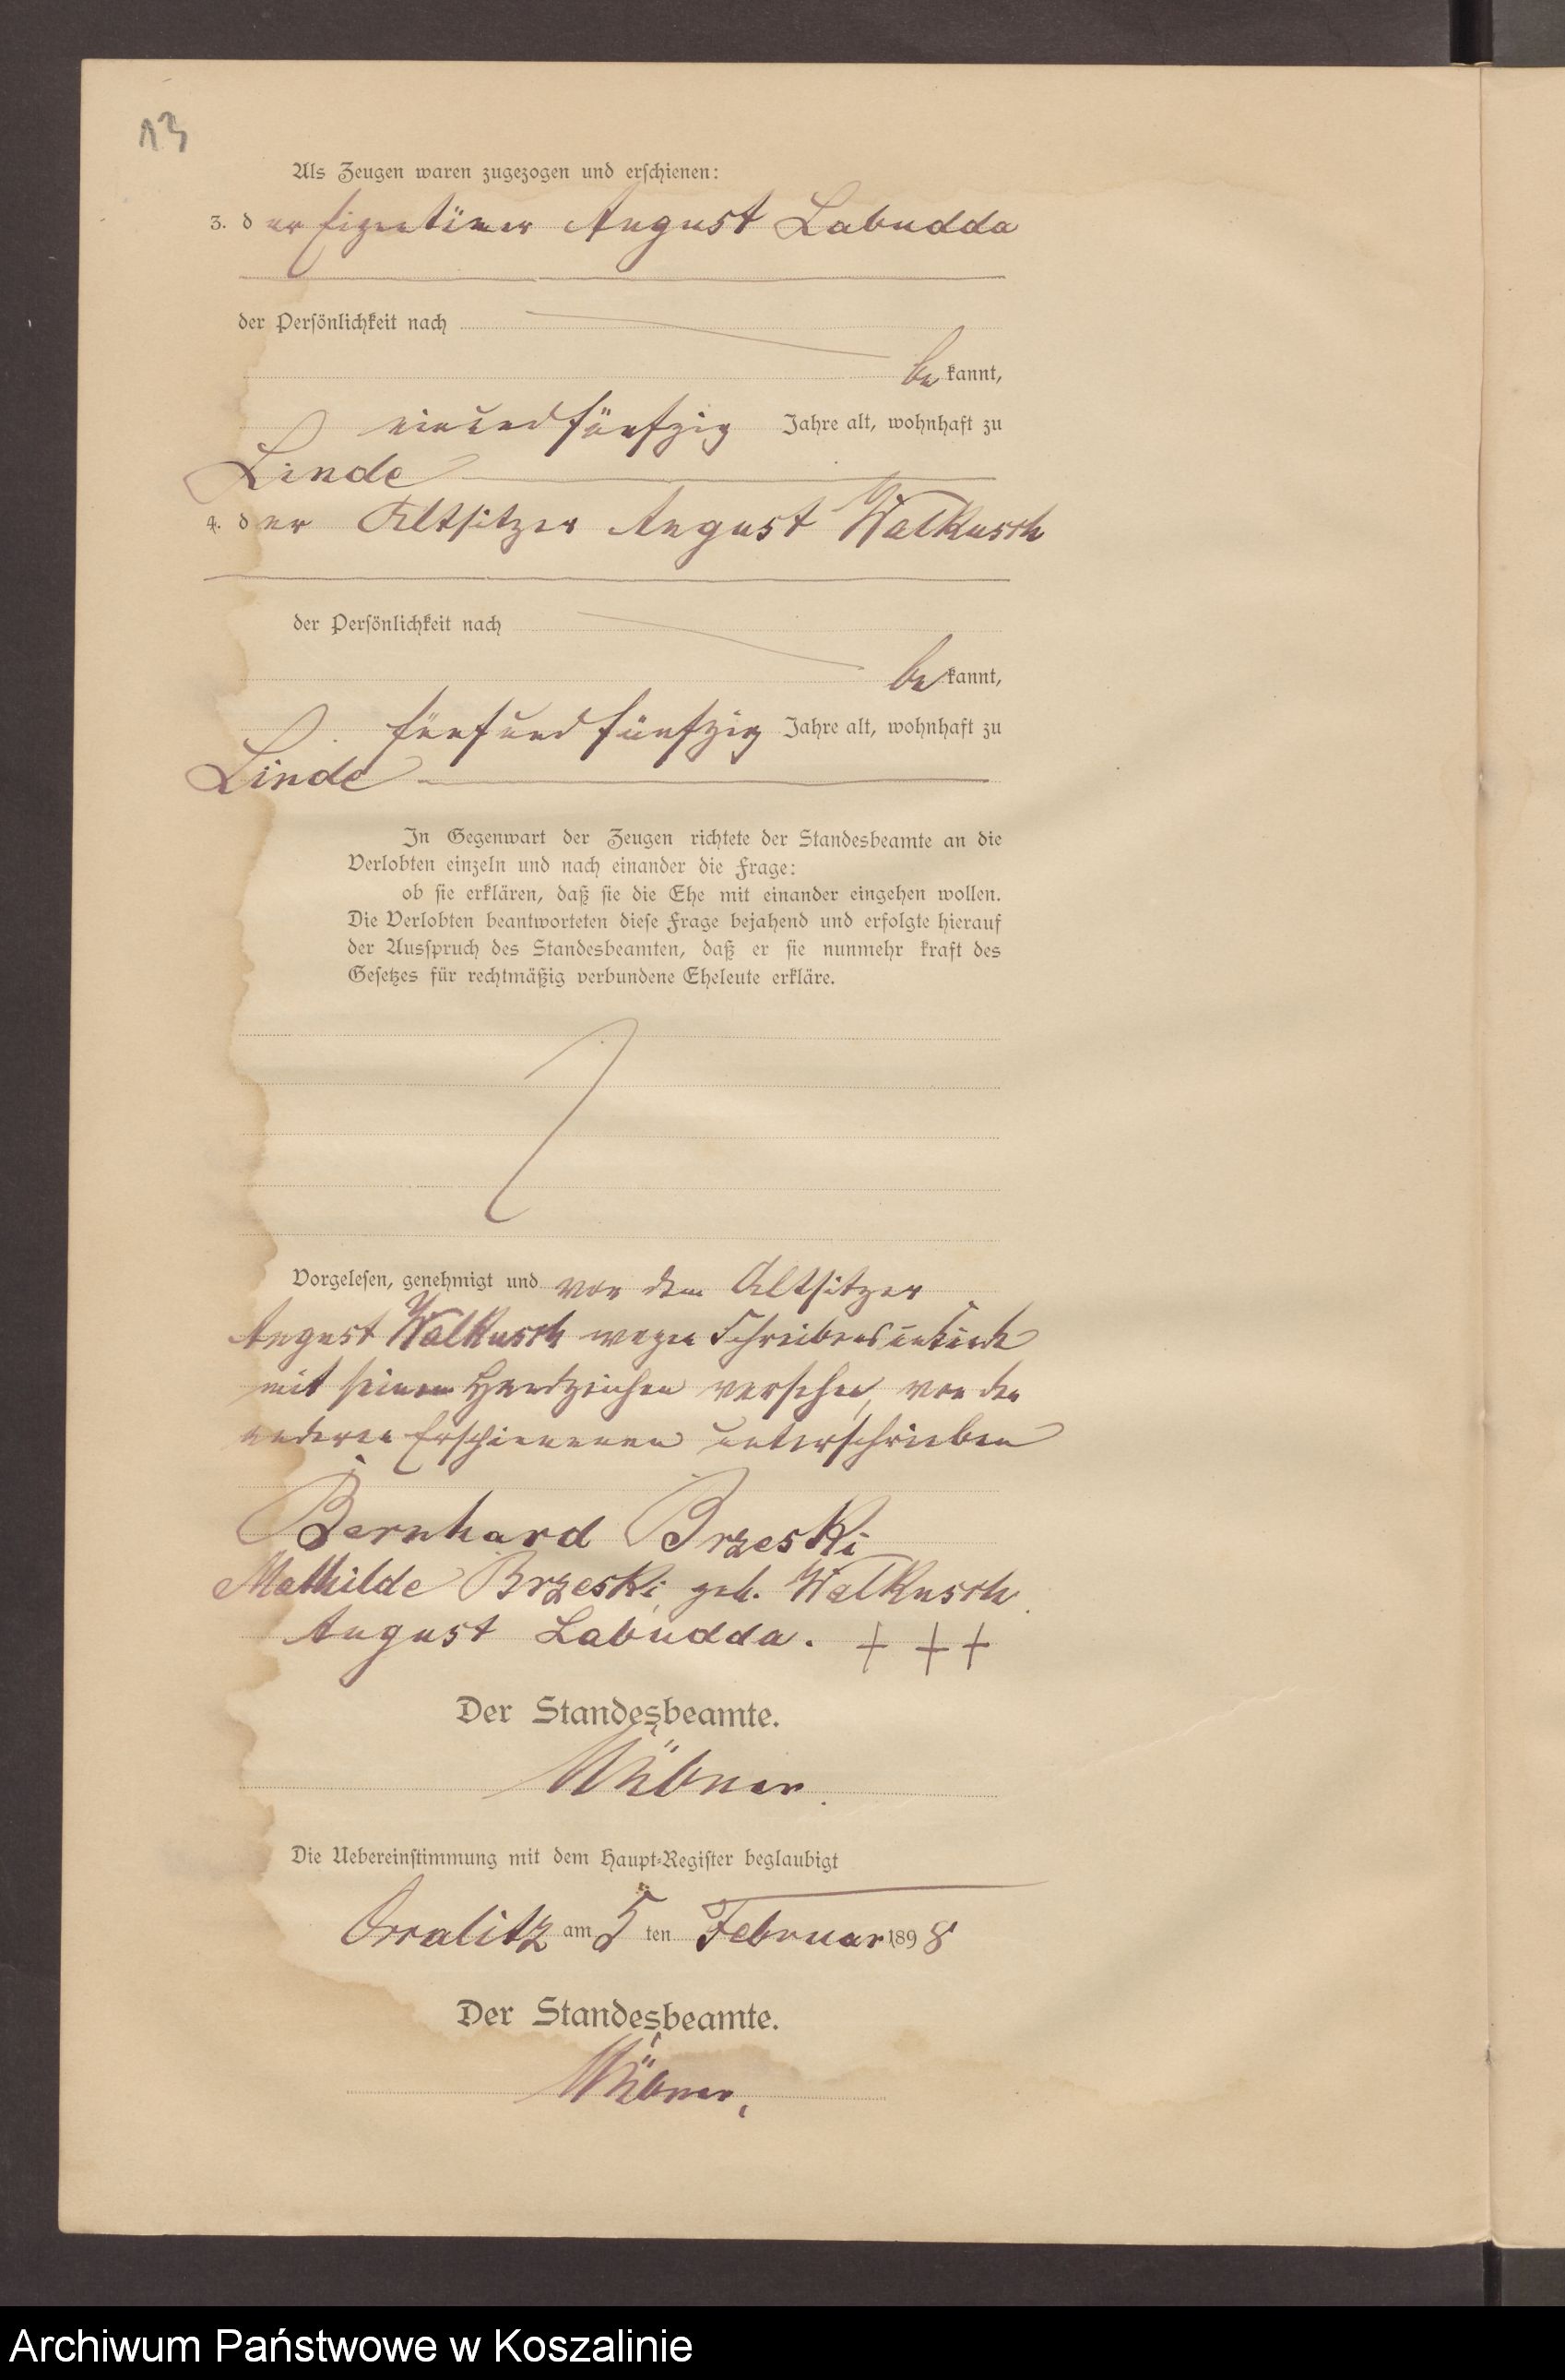 13
Als Zeugen waren zugezogen und erschienen:
3. der Eigentümer August Labudda
der Persönlichkeit nach
bekannt,
einundfünfzig Jahre alt, wohnhaft zu
Linde
4. der Altsitzer August Walkusch
der Persönlichkeit nach
bekannt,
fünfundfünfzig Jahre alt, wohnhaft zu
Linde
In Gegenwart der Zeugen richtete der Standesbeamte an die
Verlobten einzeln und nach einander die Frage:
ob sie erklären, daß sie die Ehe mit einander eingehen wollen.
Die Verlobten beantworteten diese Frage bejahend und erfolgte hierauf
der Ausspruch des Standesbeamten, daß er sie nunmehr kraft des
Gesetzes für rechtmäßig verbundene Eheleute erkläre.
Vorgelesen, genehmigt und von dem Altsitzer
August Walkusch wegen Schreibens
mit seinem Handzeichen versehen, von den
anderen Erschienenen unterschrieben
Bernhard Brzeski
Mathilde Brzeski, geb. Walkusch.
August Labudda. + + +
Der Standesbeamte.
Die Uebereinstimmung mit dem Haupt-Register beglaubigt
am 5 ten Februar 1898
Der Standesbeamte.
Archiwum Państwowe w Koszalinie